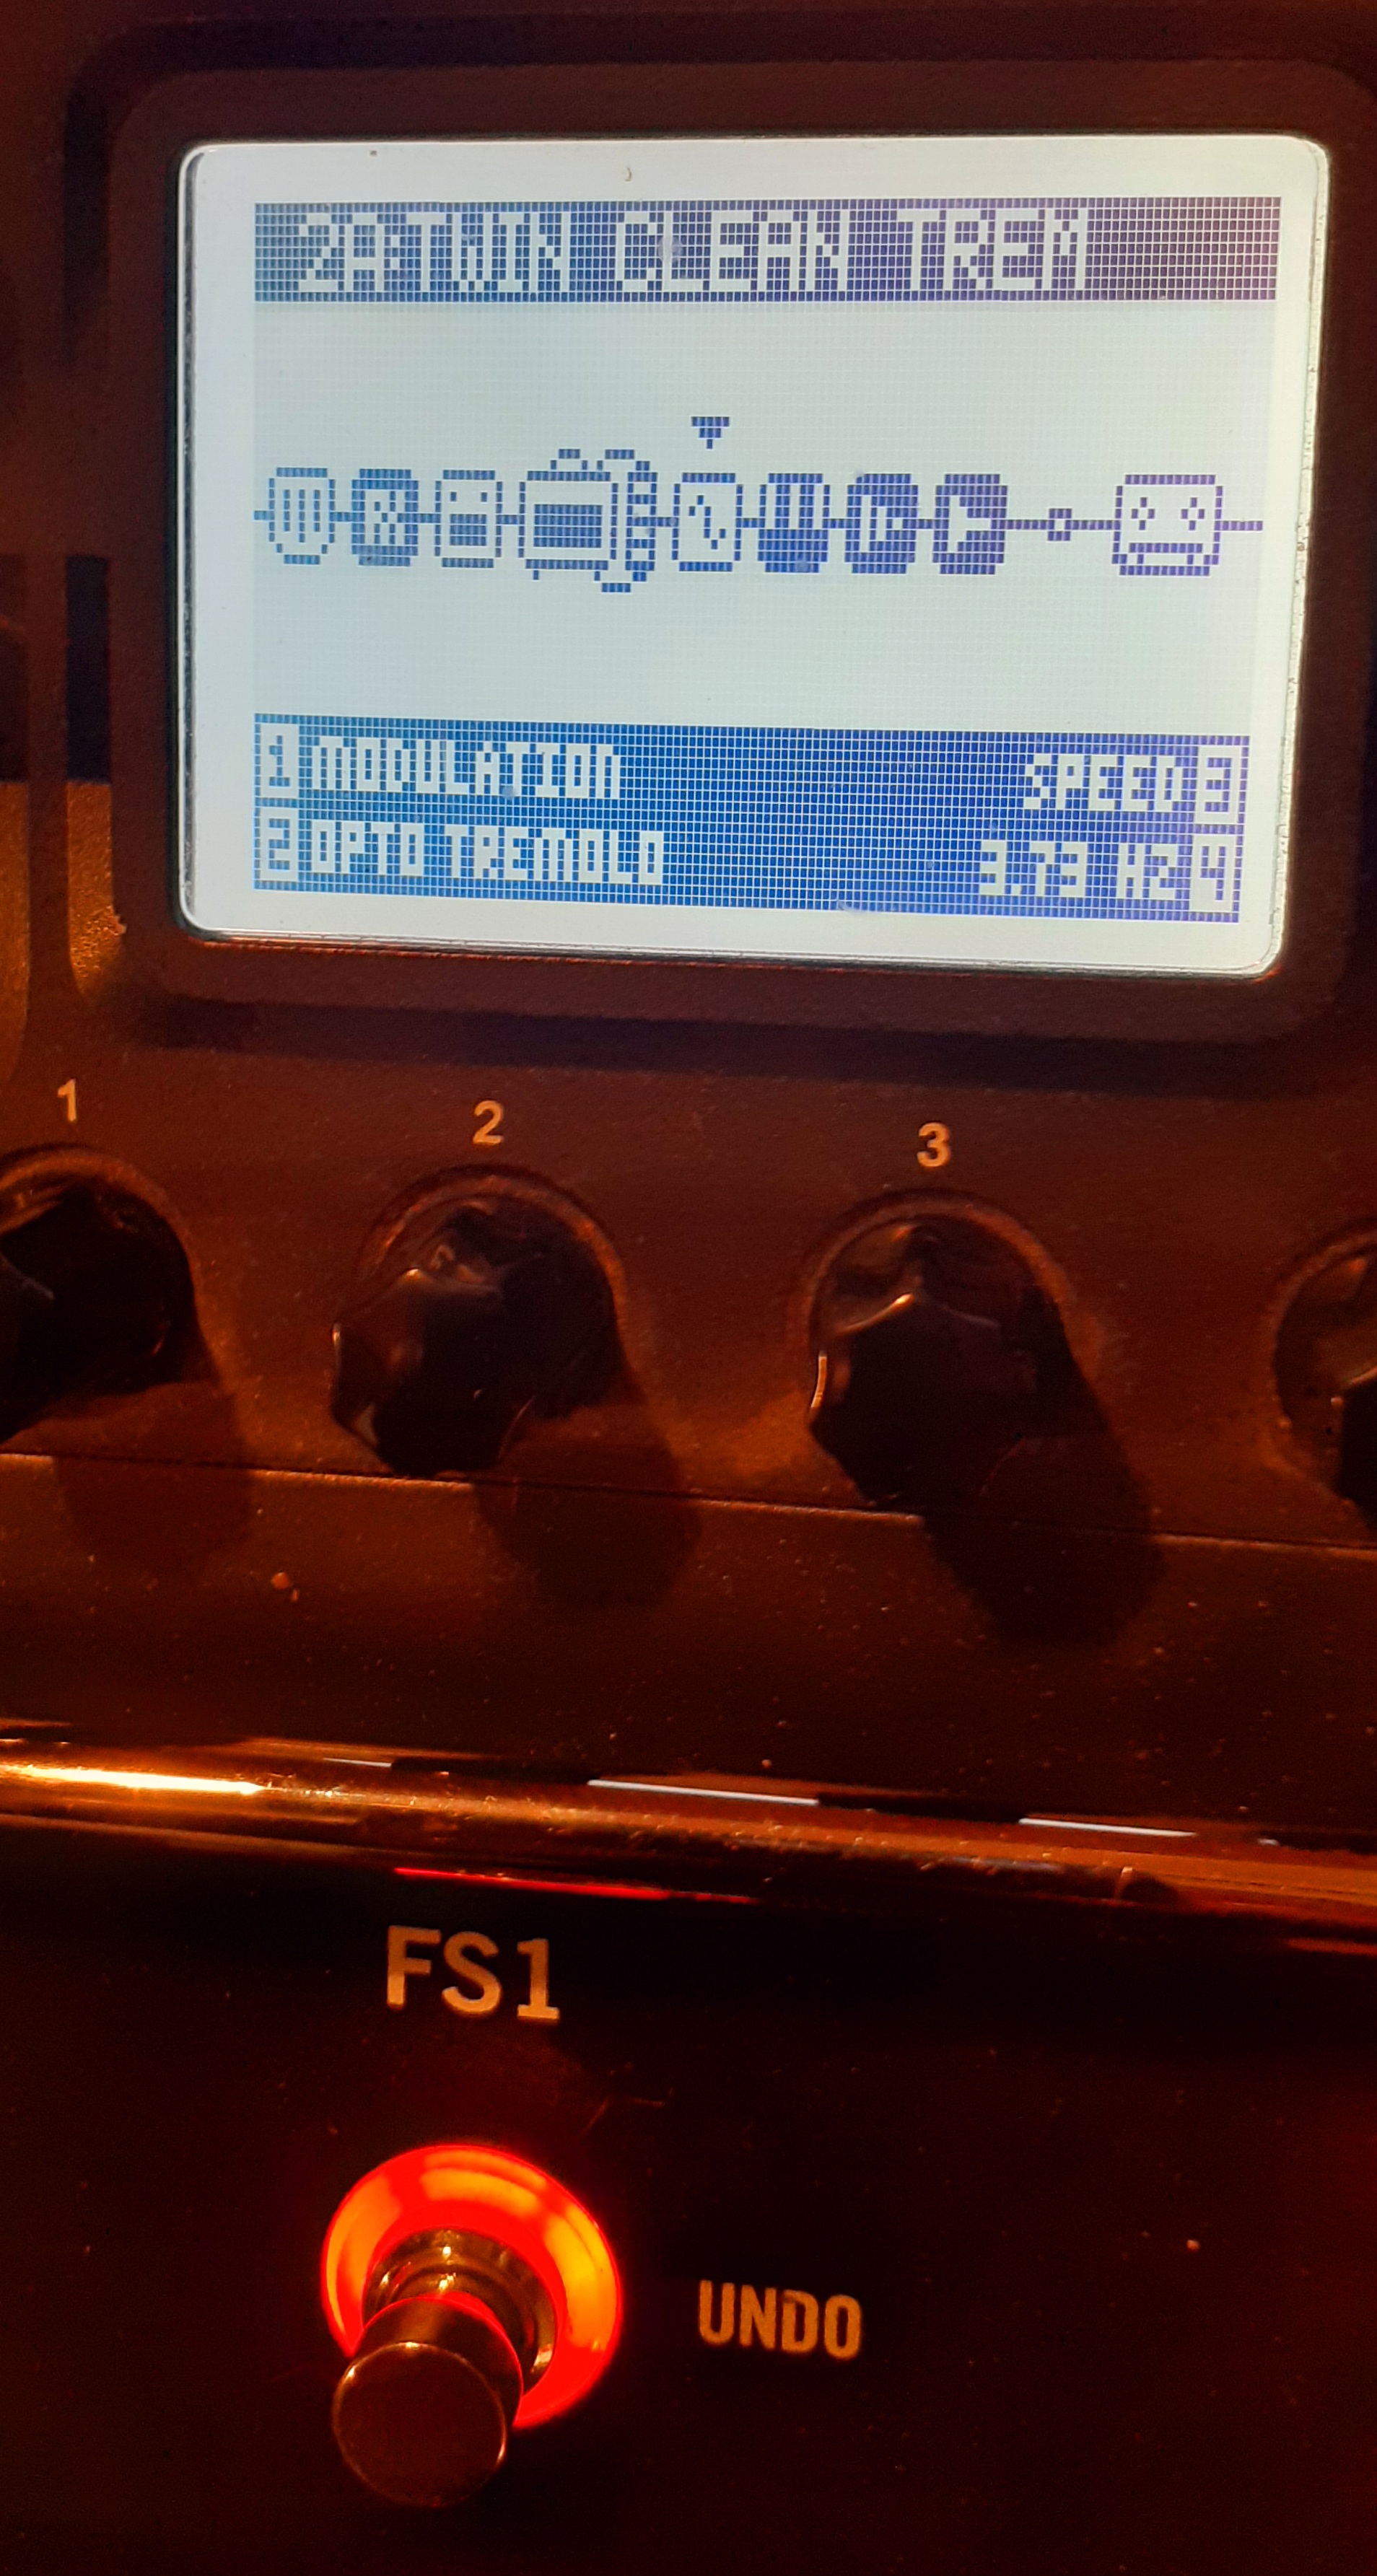 2A:TWIN CLEAN TREM
1 MODULATION SPEED 3
2 OPTO TREMOLO 3.73 HZ 4
1 2 3
FS1
UNDO